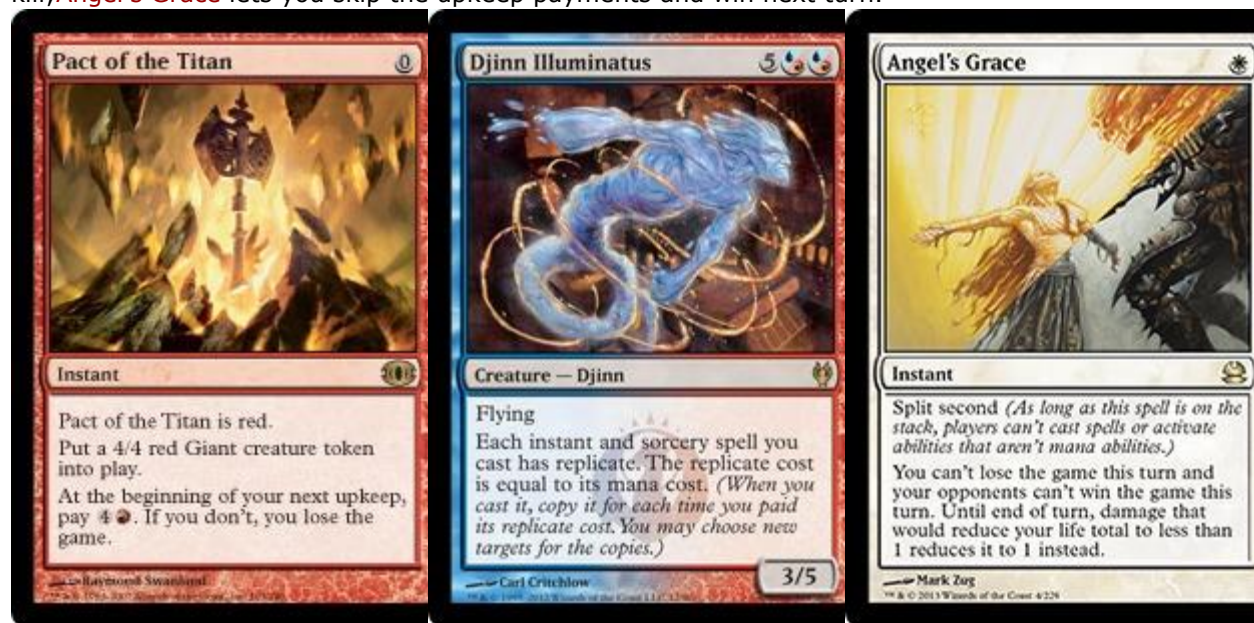 kill,Angel's Grace lets you skip the upkeep payments and win next turn.
Pact of the Titan 0
Instant
Pact of the Titan is red.
Put a 4/4 red Giant creature token
into play.
At the beginning of your next upkeep,
pay 4. If you don't, you lose the
game.
Raymond Swanland
Djinn Illuminatus 5
Creature — Djinn
Flying
Each instant and sorcery spell you
cast has replicate. The replicate cost
is equal to its mana cost. (When you
cast it, copy it for each time you paid
its replicate cost. You may choose new
targets for the copies.)
3/5
Carl Critchlow
Angel's Grace
Instant
Split second (As long as this spell is on the
stack, players can't cast spells or activate
abilities that aren't mana abilities.)
You can't lose the game this turn and
your opponents can't win the game this
turn. Until end of turn, damage that
would reduce your life total to less than
1 reduces it to 1 instead.
Mark Zug
™ & © 2013 Wizards of the Coast 4/229